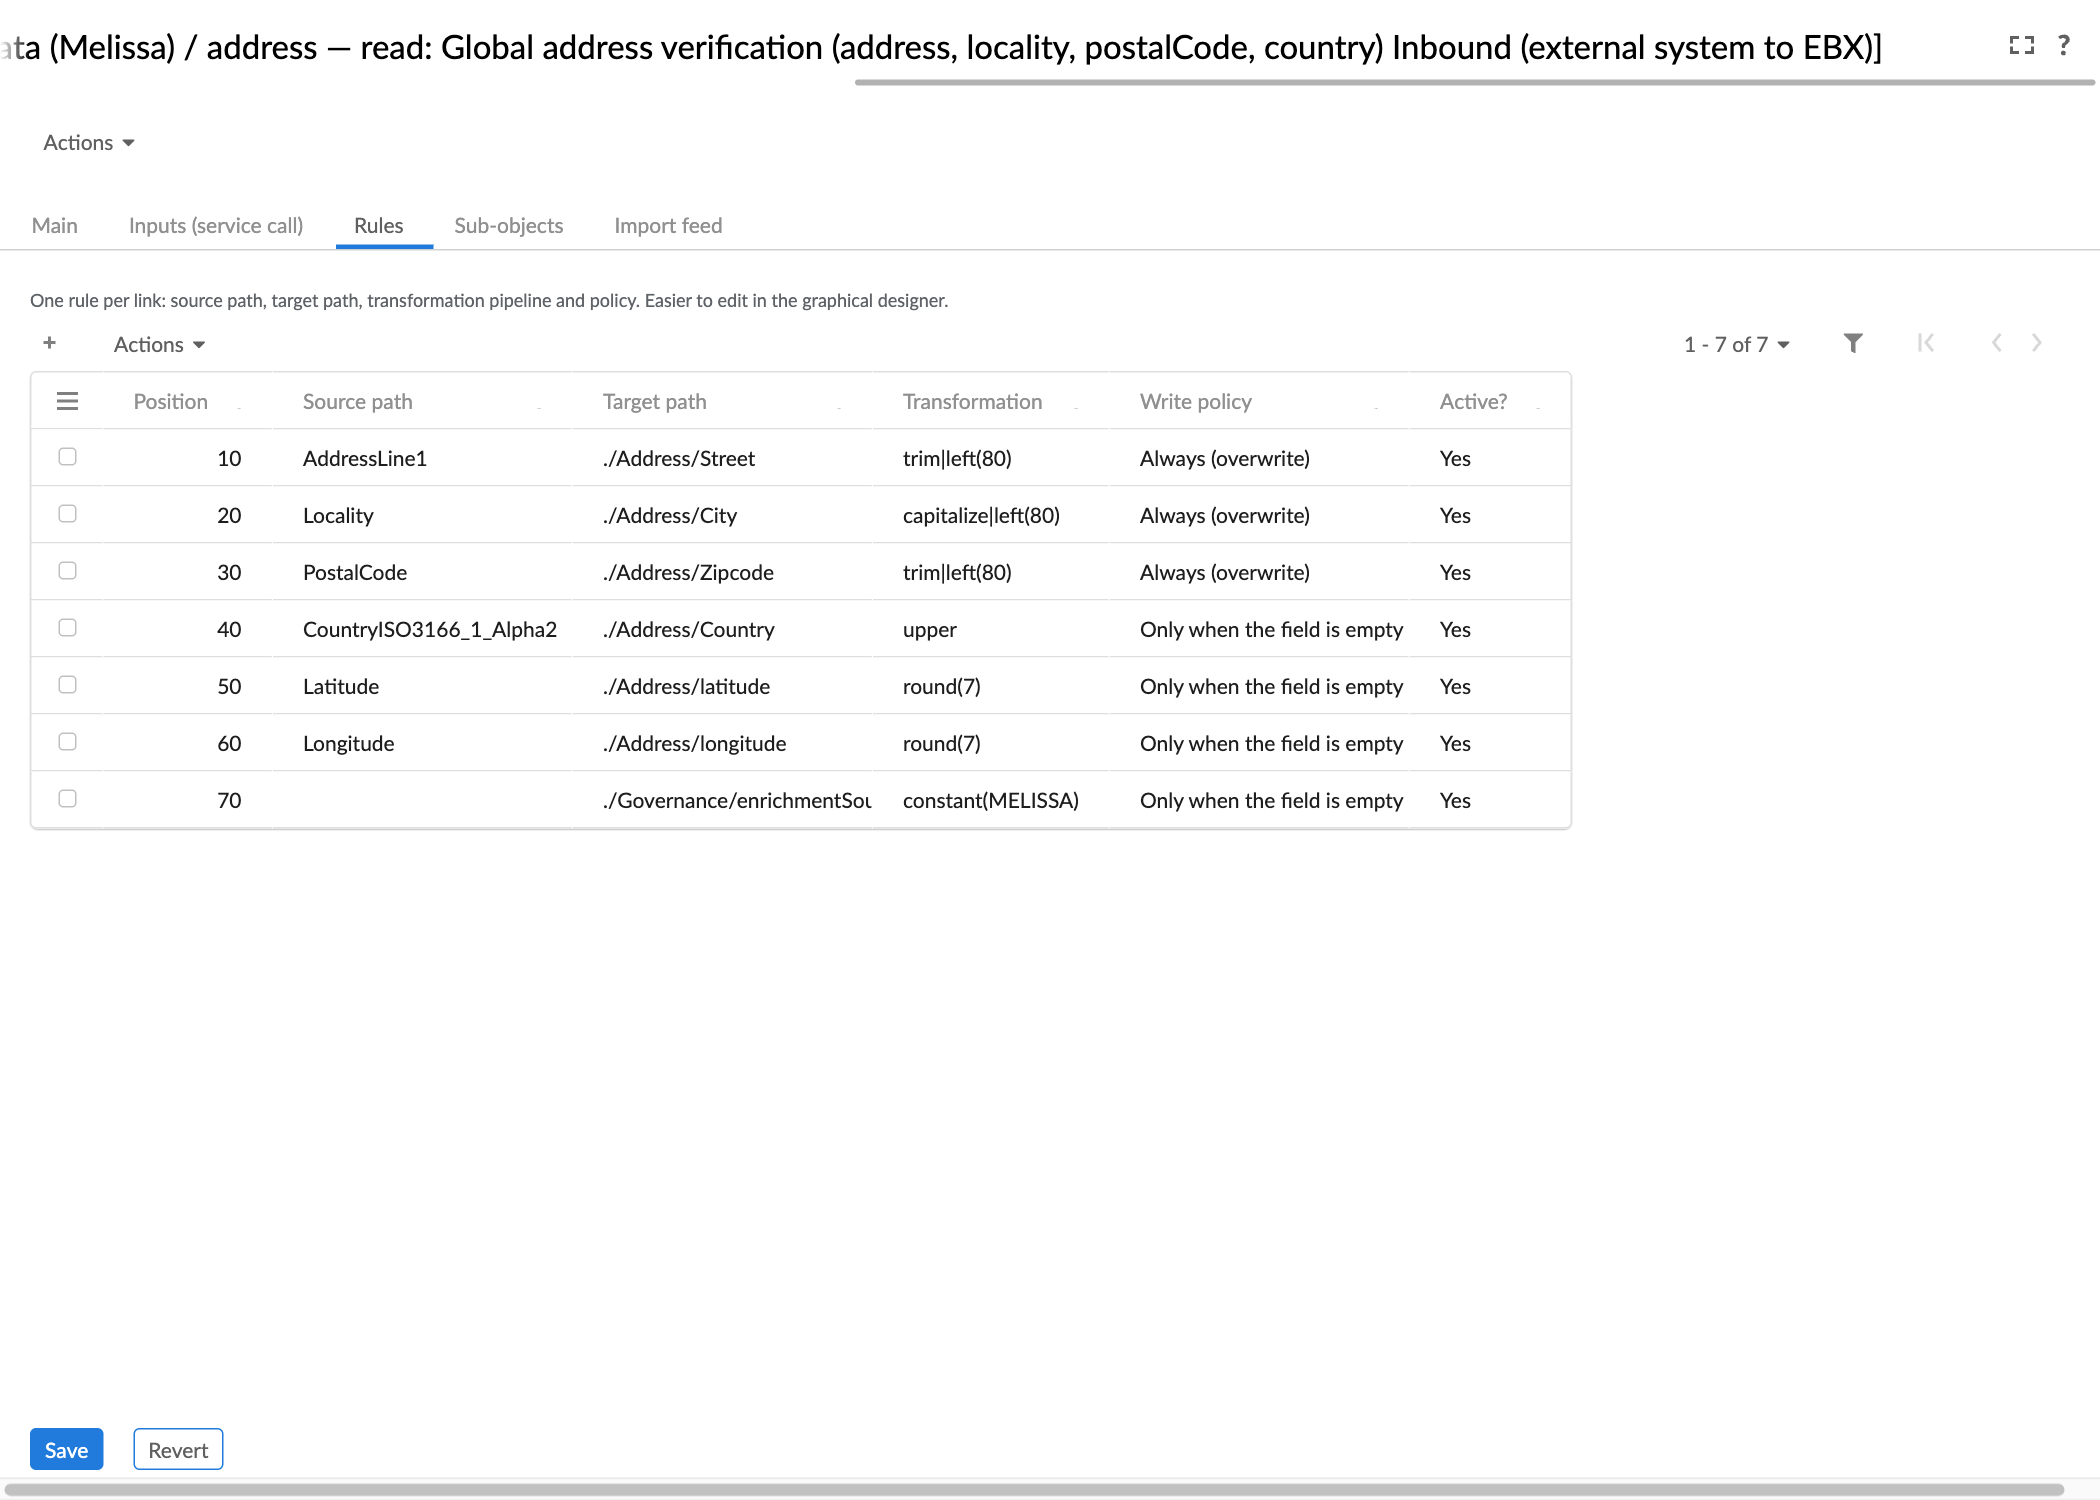 ta (Melissa) / address — read: Global address verification (address, locality, postalCode, country) Inbound (external system to EBX)]
?
Actions
Main Inputs (service call) Rules Sub-objects Import feed
One rule per link: source path, target path, transformation pipeline and policy. Easier to edit in the graphical designer.
+ Actions 1 - 7 of 7
Position Source path Target path Transformation Write policy Active?
10 AddressLine1 ./Address/Street trim|left(80) Always (overwrite) Yes
20 Locality ./Address/City capitalize|left(80) Always (overwrite) Yes
30 PostalCode ./Address/Zipcode trim|left(80) Always (overwrite) Yes
40 CountryISO3166_1_Alpha2 ./Address/Country upper Only when the field is empty Yes
50 Latitude ./Address/latitude round(7) Only when the field is empty Yes
60 Longitude ./Address/longitude round(7) Only when the field is empty Yes
70 ./Governance/enrichmentSou constant(MELISSA) Only when the field is empty Yes
Save Revert